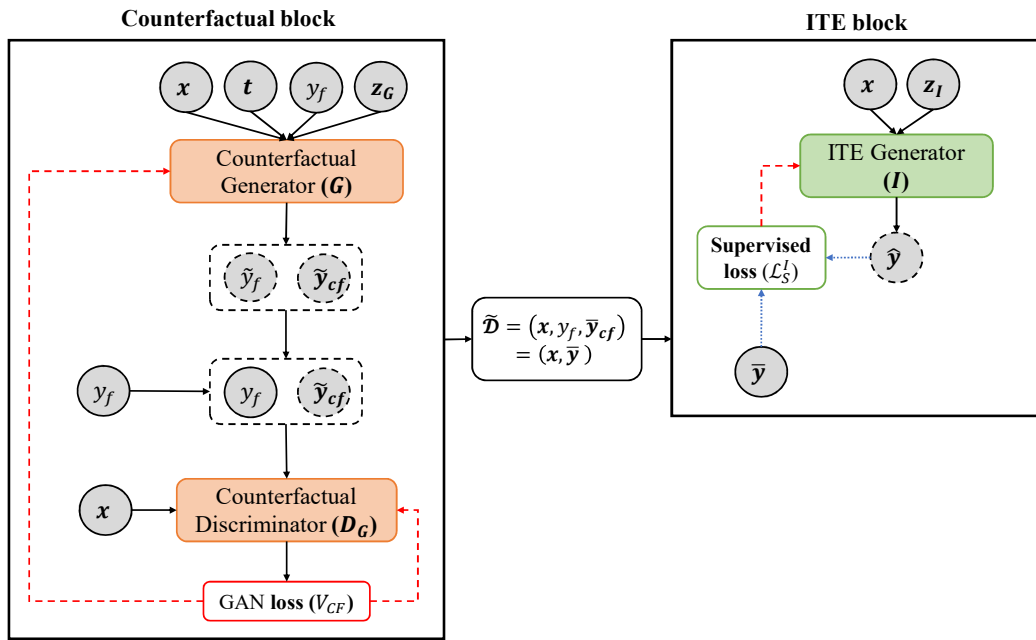 Counterfactual block
x t y_f z_G
Counterfactual
Generator (G)
ỹ_f ỹ_cf
y_f
y_f ỹ_cf
x
Counterfactual
Discriminator (D_G)
GAN loss (V_CF)
𝒟̃ = (x, y_f, ȳ_cf)
= (x, ȳ )
ITE block
x z_I
ITE Generator
(I)
Supervised
loss (ℒ_S^I)
ŷ
ȳ